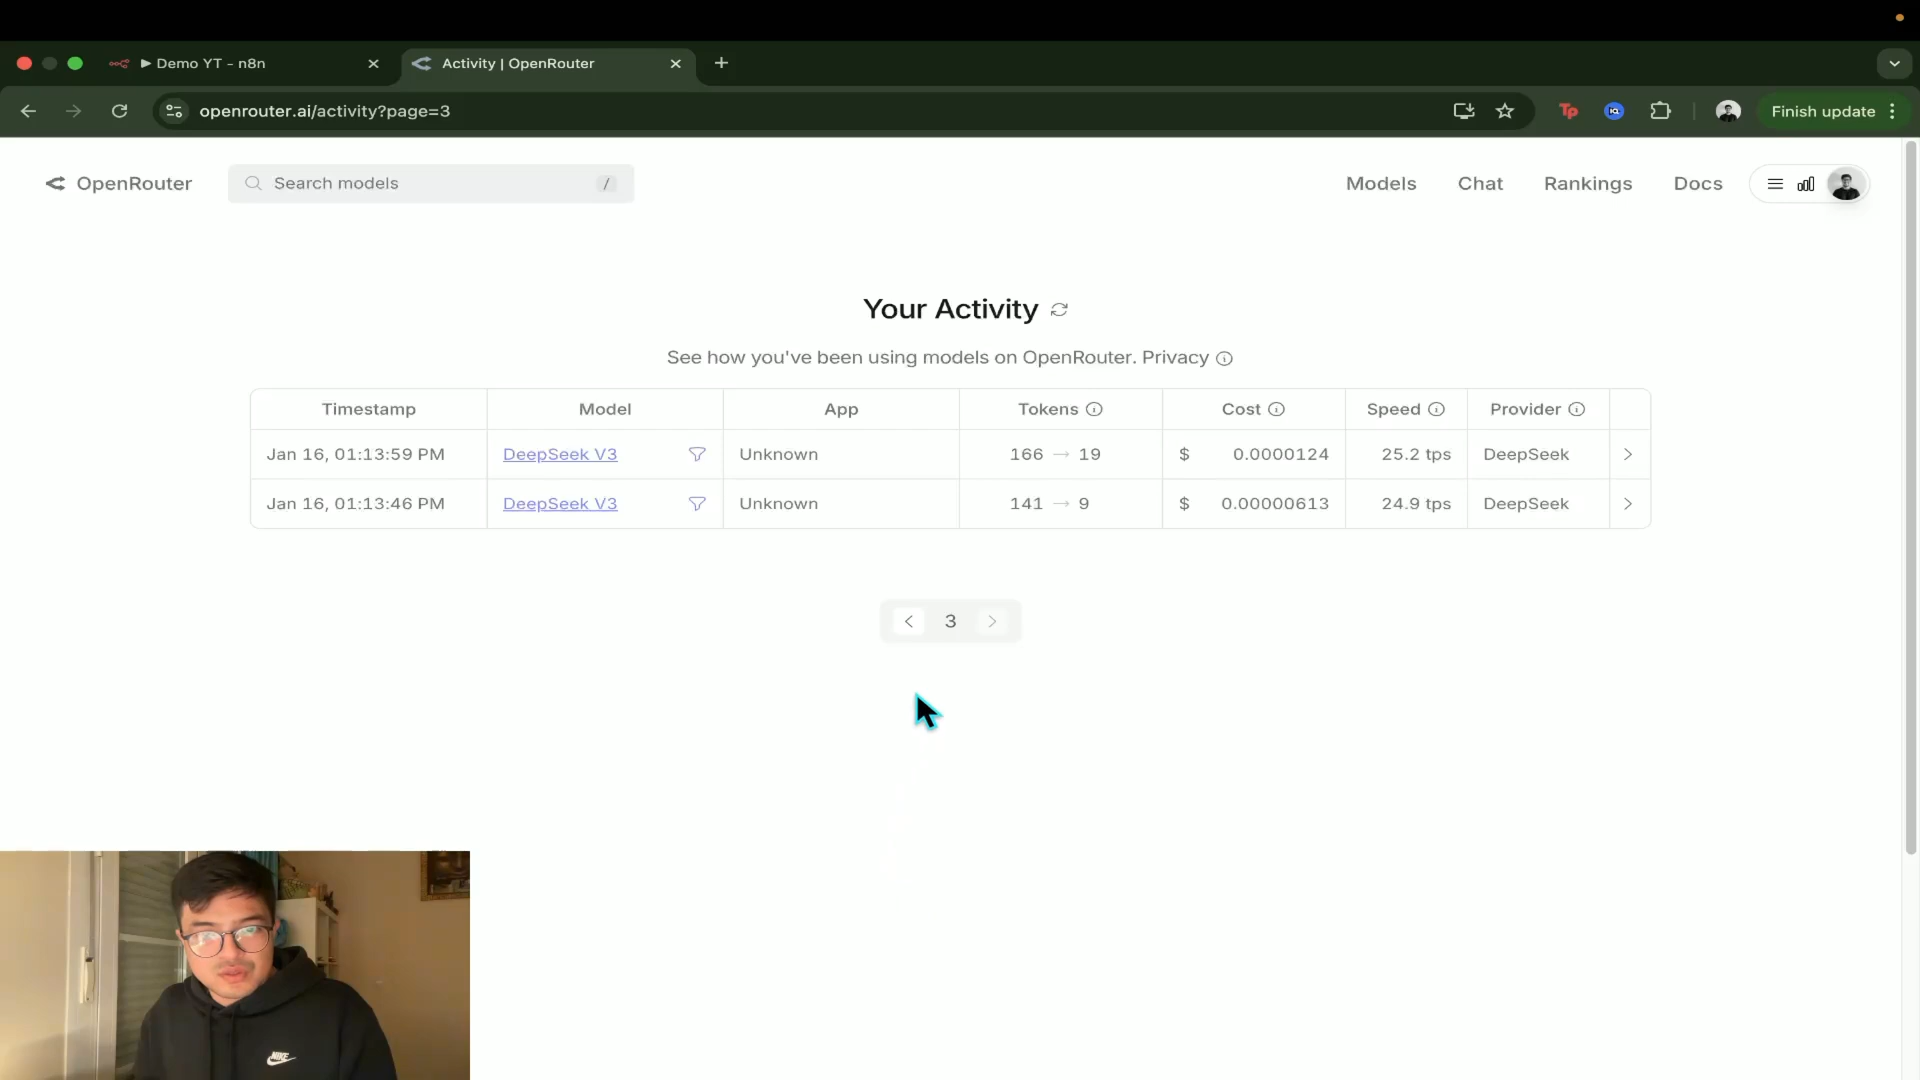 Demo YT - n8n
Activity | OpenRouter
openrouter.ai/activity?page=3
Tp
IQ
Finish update
OpenRouter
Search models
/
Models
Chat
Rankings
Docs
Your Activity
See how you've been using models on OpenRouter. Privacy
Timestamp Model App Tokens Cost Speed Provider
Jan 16, 01:13:59 PM DeepSeek V3 Unknown 166 → 19 $ 0.0000124 25.2 tps DeepSeek
Jan 16, 01:13:46 PM DeepSeek V3 Unknown 141 → 9 $ 0.00000613 24.9 tps DeepSeek
3
NIKE